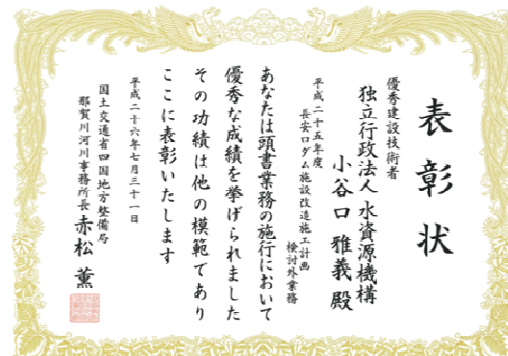 表彰状
優秀建設技術者
独立行政法人 水資源機構
小谷口 雅義 殿
平成二十五年度
長安口ダム施設改造施工計画
検討外業務
あなたは頭書業務の施行において
優秀な成績を挙げられました
その功績は他の模範であり
ここに表彰いたします
平成二十六年七月三十一日
国土交通省四国地方整備局
那賀川河川事務所長 赤松 薫